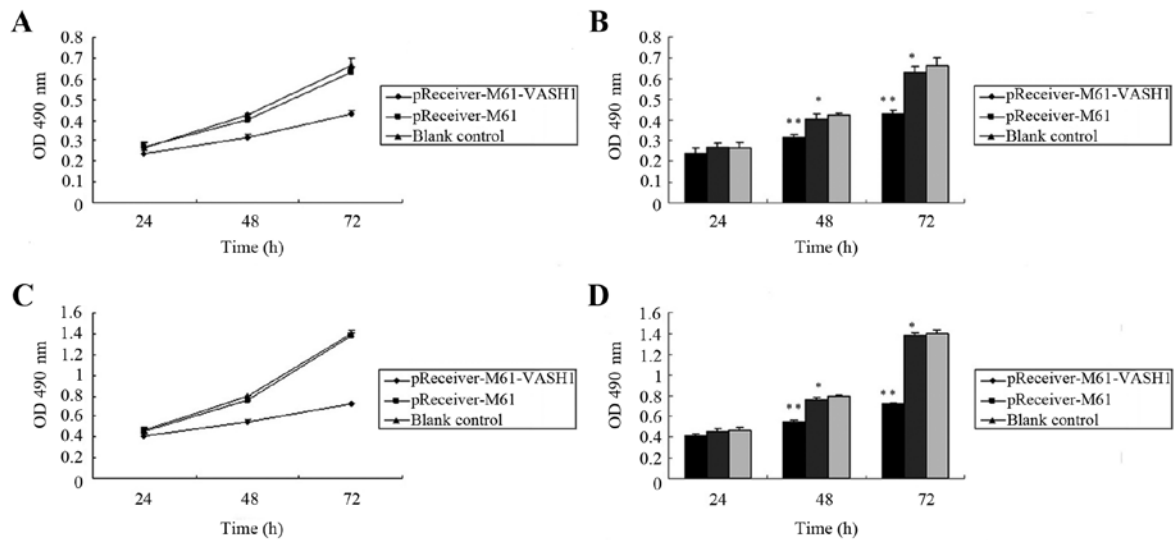 A
0.8
0.7
0.6
0.5
0.4
0.3
0.2
0.1
0
OD 490 nm
24
48
72
Time (h)
pReceiver-M61-VASH1
pReceiver-M61
Blank control
B
0.8
0.7
0.6
0.5
0.4
0.3
0.2
0.1
0
OD 490 nm
**
*
**
*
24
48
72
Time (h)
pReceiver-M61-VASH1
pReceiver-M61
Blank control
C
1.6
1.4
1.2
1
0.8
0.6
0.4
0.2
0
OD 490 nm
24
48
72
Time (h)
pReceiver-M61-VASH1
pReceiver-M61
Blank control
D
1.6
1.4
1.2
1
0.8
0.6
0.4
0.2
0
OD 490 nm
**
*
**
*
24
48
72
Time (h)
pReceiver-M61-VASH1
pReceiver-M61
Blank control